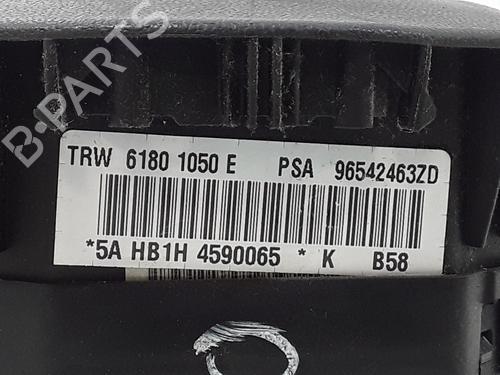 B-PARTS
TRW 6180 1050 E PSA 96542463ZD
*5A HB1H 4590065 * K B58